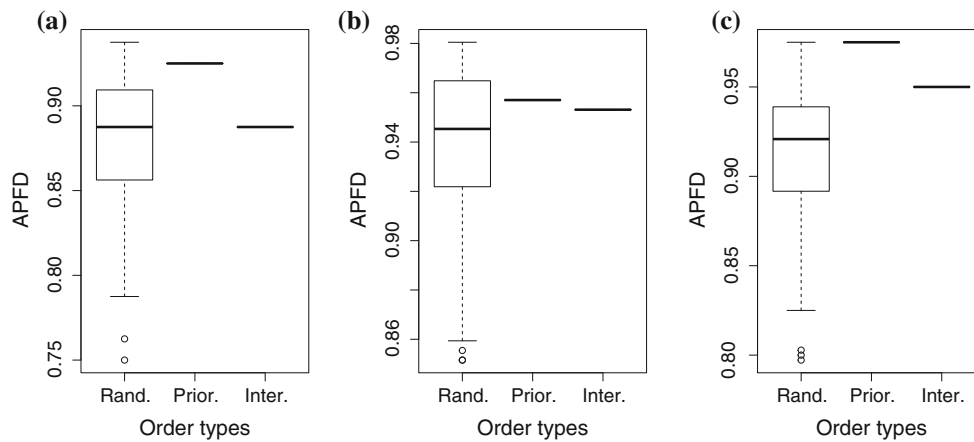 (a)
APFD
0.90
0.85
0.80
0.75
Rand. Prior. Inter.
Order types
(b)
APFD
0.98
0.94
0.90
0.86
Rand. Prior. Inter.
Order types
(c)
APFD
0.95
0.90
0.85
0.80
Rand. Prior. Inter.
Order types